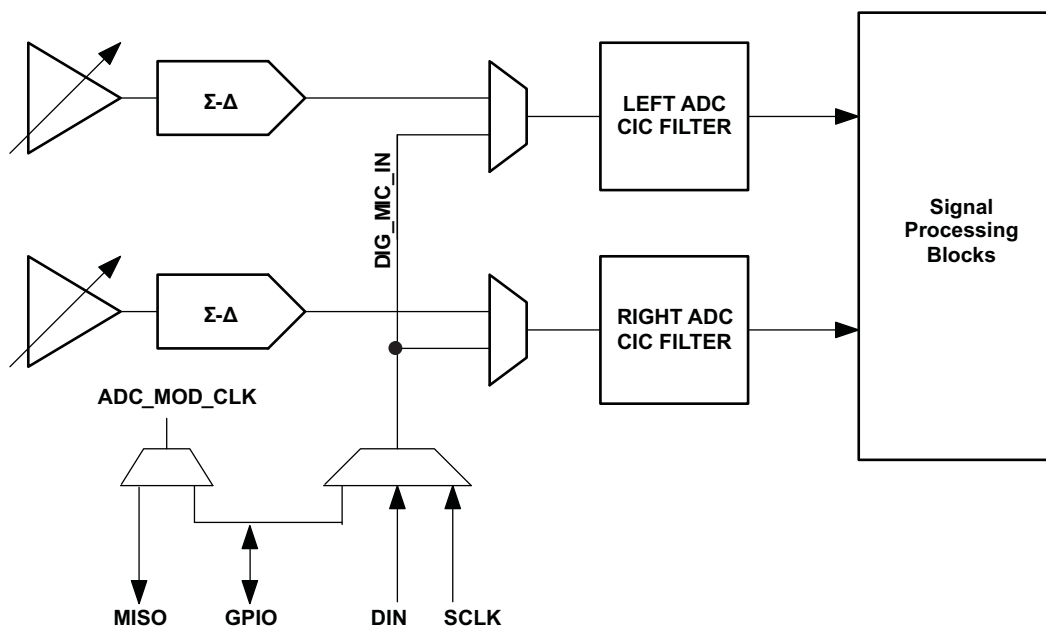 Σ-Δ
LEFT ADC
CIC FILTER
Signal
Processing
Blocks
DIG_MIC_IN
Σ-Δ
RIGHT ADC
CIC FILTER
ADC_MOD_CLK
MISO
GPIO
DIN
SCLK